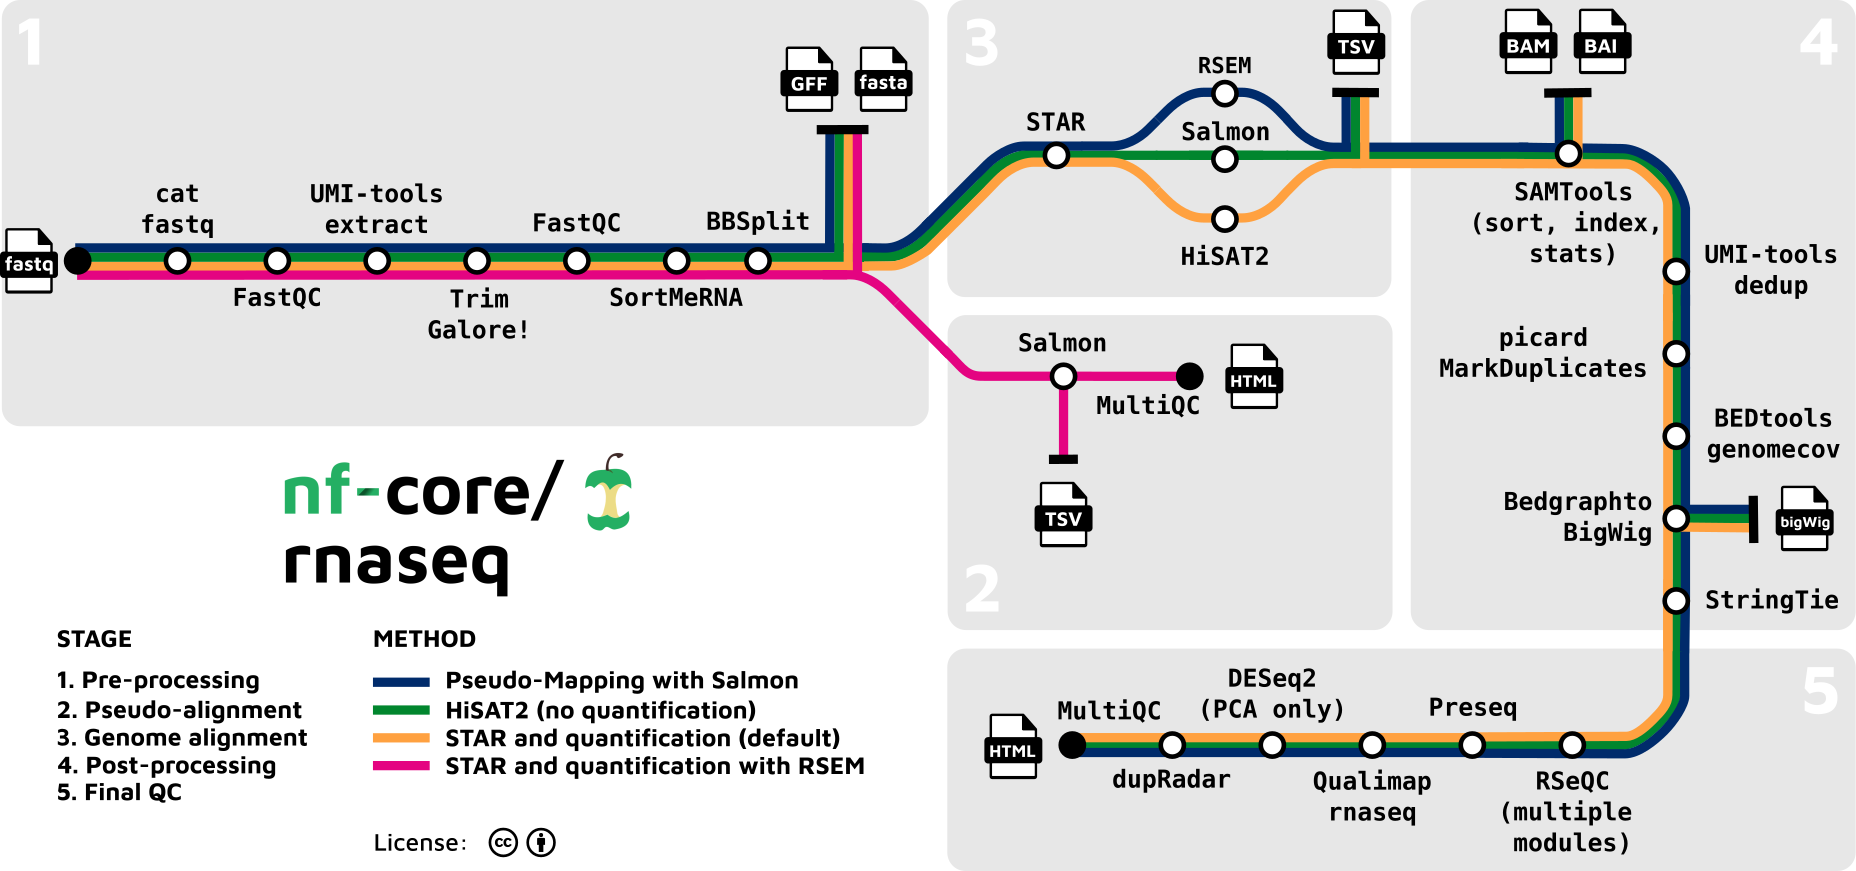 1
GFF
fasta
cat
fastq
UMI-tools
extract
FastQC
BBSplit
fastq
FastQC
Trim
Galore!
SortMeRNA
3
TSV
RSEM
STAR
Salmon
HiSAT2
4
BAM
BAI
SAMTools
(sort, index,
stats)
UMI-tools
dedup
picard
MarkDuplicates
BEDtools
genomecov
Bedgraphto
BigWig
bigWig
StringTie
2
Salmon
MultiQC
HTML
TSV
nf-core/
rnaseq
STAGE
1. Pre-processing
2. Pseudo-alignment
3. Genome alignment
4. Post-processing
5. Final QC
METHOD
Pseudo-Mapping with Salmon
HiSAT2 (no quantification)
STAR and quantification (default)
STAR and quantification with RSEM
License:
cc
5
HTML
MultiQC
dupRadar
DESeq2
(PCA only)
Qualimap
rnaseq
Preseq
RSeQC
(multiple
modules)